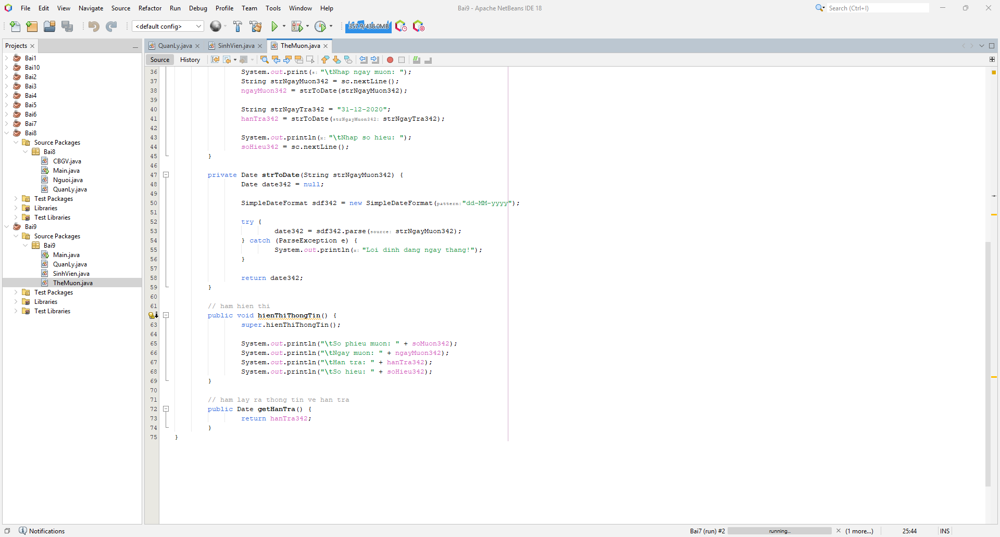 File Edit View Navigate Source Refactor Run Debug Profile Team Tools Window Help Bai9 - Apache NetBeans IDE 18 Search (Ctrl+I)
<default config> 357.9/438.0MB
Projects
Bai1
Bai10
Bai2
Bai3
Bai4
Bai5
Bai6
Bai7
Bai8
Source Packages
Bai8
CBGV.java
Main.java
Nguoi.java
QuanLy.java
Test Packages
Libraries
Test Libraries
Bai9
Source Packages
Bai9
Main.java
QuanLy.java
SinhVien.java
TheMuon.java
Test Packages
Libraries
Test Libraries
QuanLy.java SinhVien.java TheMuon.java
Source History
36 System.out.print(s: "\tNhap ngay muon: ");
37 String strNgayMuon342 = sc.nextLine();
38 ngayMuon342 = strToDate(strNgayMuon342);
39
40 String strNgayTra342 = "31-12-2020";
41 hanTra342 = strToDate(strNgayMuon342: strNgayTra342);
42
43 System.out.println(x: "\tNhap so hieu: ");
44 soHieu342 = sc.nextLine();
45 }
46
47 private Date strToDate(String strNgayMuon342) {
48 Date date342 = null;
49
50 SimpleDateFormat sdf342 = new SimpleDateFormat(pattern: "dd-MM-yyyy");
51
52 try {
53 date342 = sdf342.parse(source: strNgayMuon342);
54 } catch (ParseException e) {
55 System.out.println(x: "Loi dinh dang ngay thang!");
56 }
57
58 return date342;
59 }
60
61 // ham hien thi
public void hienThiThongTin() {
63 super.hienThiThongTin();
64
65 System.out.println("\tSo phieu muon: " + soMuon342);
66 System.out.println("\tNgay muon: " + ngayMuon342);
67 System.out.println("\tHan tra: " + hanTra342);
68 System.out.println("\tSo hieu: " + soHieu342);
69 }
70
71 // ham lay ra thong tin ve han tra
72 public Date getHanTra() {
73 return hanTra342;
74 }
75 }
Notifications Bai7 (run) #2 running... (1 more...) 25:44 INS